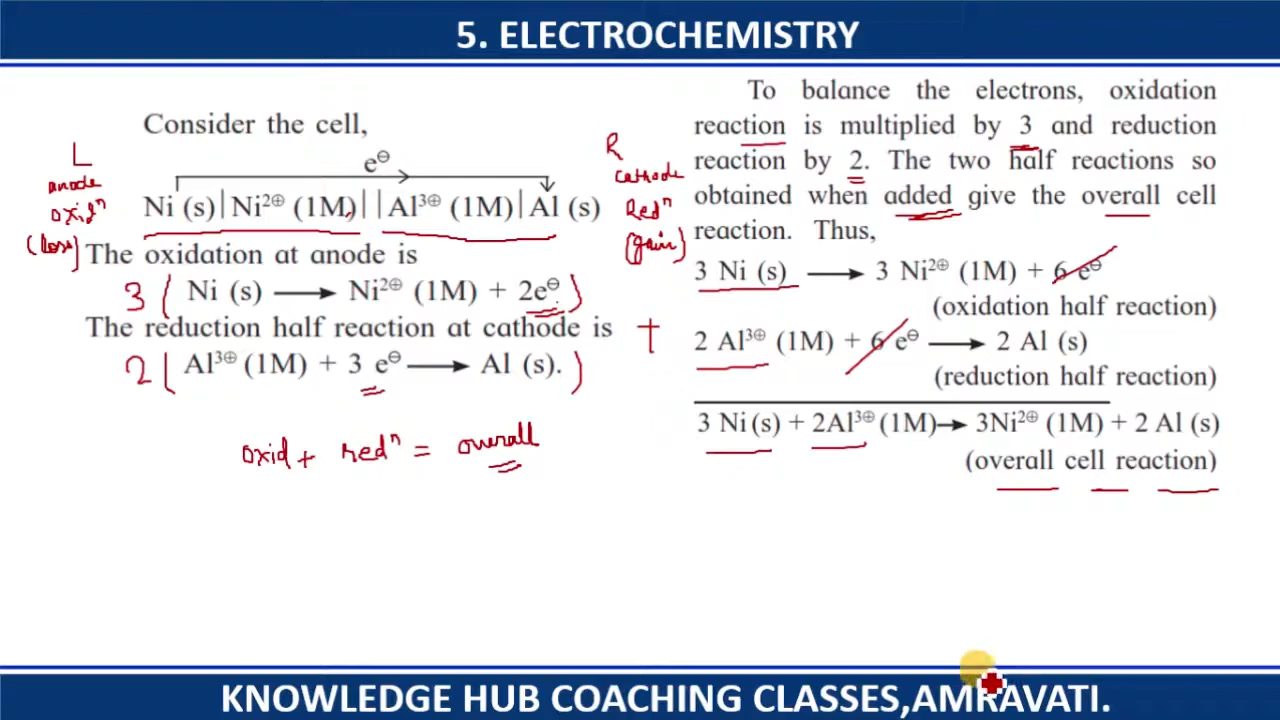 5. ELECTROCHEMISTRY
Consider the cell,
L
anode
oxidⁿ
(loss)
R
cathode
Redⁿ
(gain)
e⊖
Ni (s)|Ni²⊕ (1M)||Al³⊕ (1M)|Al (s)
The oxidation at anode is
3 ( Ni (s) ⟶ Ni²⊕ (1M) + 2e⊖ )
The reduction half reaction at cathode is
2 ( Al³⊕ (1M) + 3 e⊖ ⟶ Al (s). )
oxid + redⁿ = overall
To balance the electrons, oxidation
reaction is multiplied by 3 and reduction
reaction by 2. The two half reactions so
obtained when added give the overall cell
reaction. Thus,
3 Ni (s) ⟶ 3 Ni²⊕ (1M) + 6 e⊖
(oxidation half reaction)
+ 2 Al³⊕ (1M) + 6 e⊖ ⟶ 2 Al (s)
(reduction half reaction)
3 Ni (s) + 2Al³⊕ (1M)→ 3Ni²⊕ (1M) + 2 Al (s)
(overall cell reaction)
KNOWLEDGE HUB COACHING CLASSES,AMRAVATI.